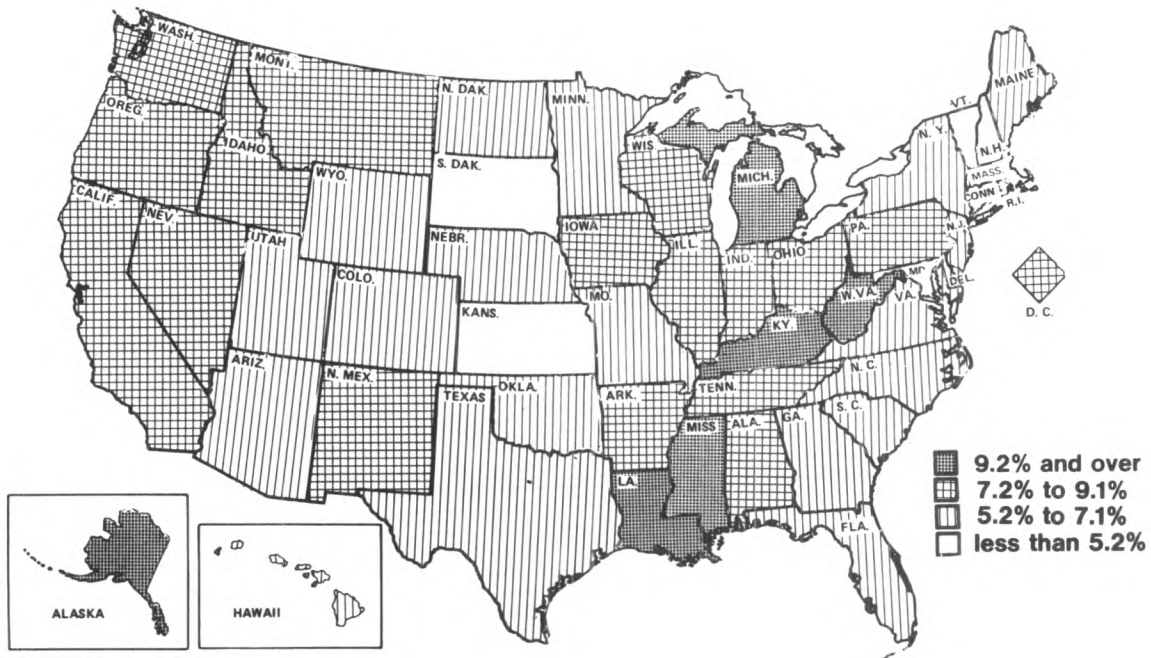 WASH.
MONT.
N. DAK.
MINN.
MAINE
VT.
N. Y.
N.H.
MASS.
CONN.
R.I.
OREG.
IDAHO
S. DAK.
WIS.
MICH.
WYO.
CALIF.
NEV.
UTAH
NEBR.
IOWA
ILL.
IND.
OHIO
PA.
N.J.
MD.
DEL.
COLO.
KANS.
MO.
KY.
W.VA.
VA.
D. C.
ARIZ.
N. MEX.
TEXAS
OKLA.
ARK.
TENN.
N. C.
S. C.
MISS
ALA.
GA.
LA.
FLA.
9.2% and over
7.2% to 9.1%
5.2% to 7.1%
less than 5.2%
ALASKA
HAWAII